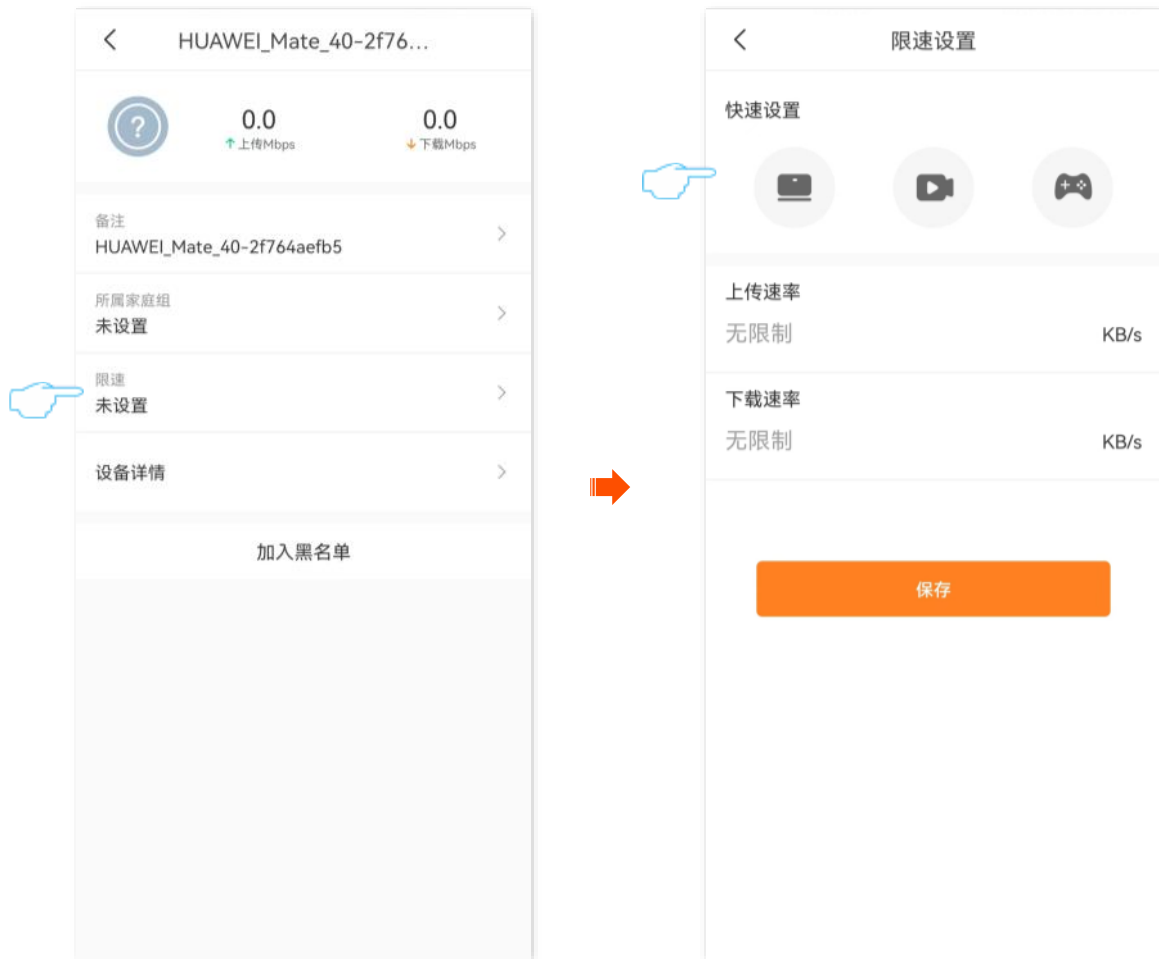 HUAWEI_Mate_40-2f76...
0.0
上传Mbps
0.0
下载Mbps
备注
HUAWEI_Mate_40-2f764aefb5
所属家庭组
未设置
限速
未设置
设备详情
加入黑名单
限速设置
快速设置
上传速率
无限制 KB/s
下载速率
无限制 KB/s
保存